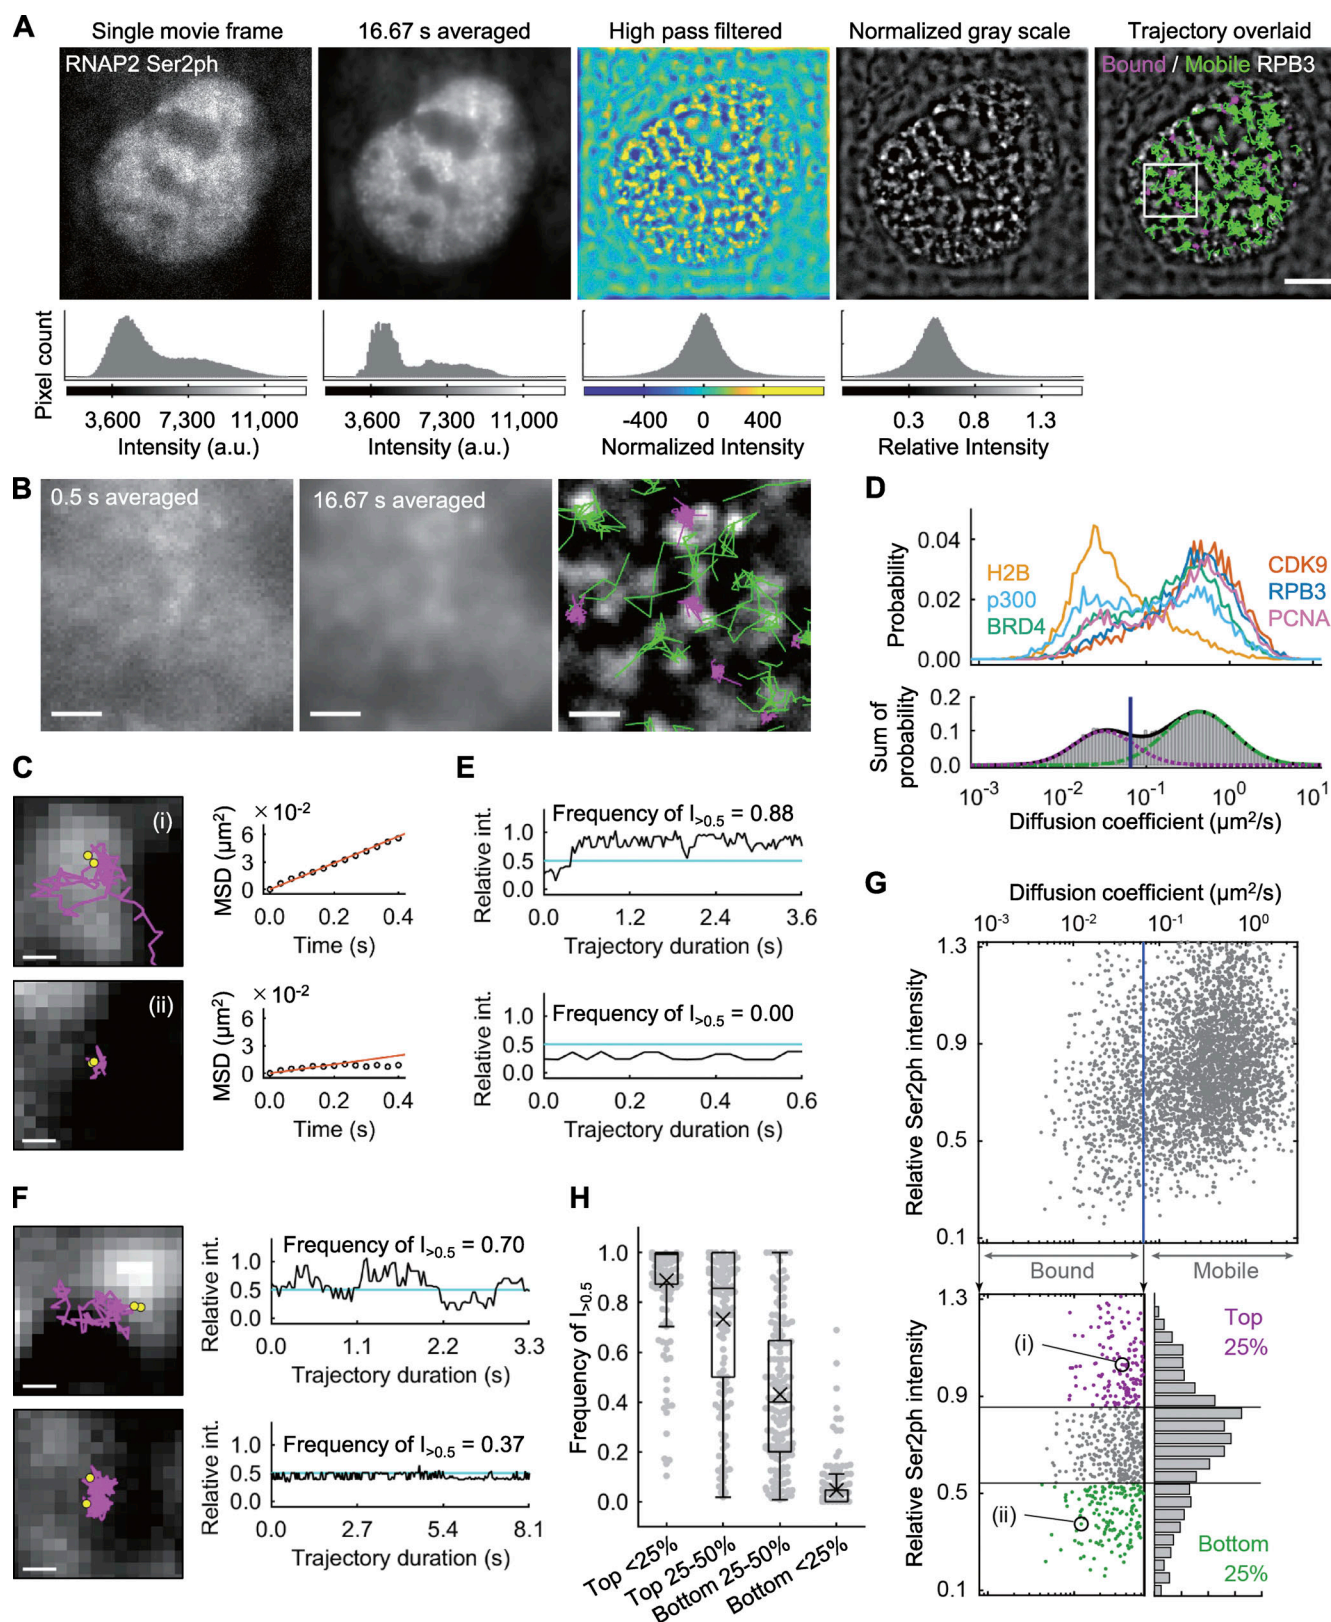 A
Single movie frame
16.67 s averaged
High pass filtered
Normalized gray scale
Trajectory overlaid
RNAP2 Ser2ph
Bound / Mobile RPB3
Pixel count
3,600 7,300 11,000
Intensity (a.u.)
3,600 7,300 11,000
Intensity (a.u.)
-400 0 400
Normalized Intensity
0.3 0.8 1.3
Relative Intensity
B
0.5 s averaged
16.67 s averaged
D
Probability
0.04
0.02
0.00
H2B
p300
BRD4
CDK9
RPB3
PCNA
Sum of
probability
0.2
0.1
0.0
10⁻³ 10⁻² 10⁻¹ 10⁰ 10¹
Diffusion coefficient (µm²/s)
C
(i)
× 10⁻²
MSD (µm²)
6
3
0
0.0 0.2 0.4
Time (s)
(ii)
× 10⁻²
MSD (µm²)
6
3
0
0.0 0.2 0.4
Time (s)
E
Frequency of I>0.5 = 0.88
Relative int.
1.0
0.5
0.0
0.0 1.2 2.4 3.6
Trajectory duration (s)
Frequency of I>0.5 = 0.00
Relative int.
1.0
0.5
0.0
0.0 0.2 0.4 0.6
Trajectory duration (s)
F
Frequency of I>0.5 = 0.70
Relative int.
1.0
0.5
0.0
0.0 1.1 2.2 3.3
Trajectory duration (s)
Frequency of I>0.5 = 0.37
Relative int.
1.0
0.5
0.0
0.0 2.7 5.4 8.1
Trajectory duration (s)
H
Frequency of I>0.5
1.0
0.8
0.6
0.4
0.2
0.0
Top <25%
Top 25-50%
Bottom 25-50%
Bottom <25%
G
Diffusion coefficient (µm²/s)
10⁻³ 10⁻² 10⁻¹ 10⁰
Relative Ser2ph intensity
1.3
0.9
0.5
0.1
Bound
Mobile
Relative Ser2ph intensity
1.3
0.9
0.5
0.1
(i)
(ii)
Top
25%
Bottom
25%